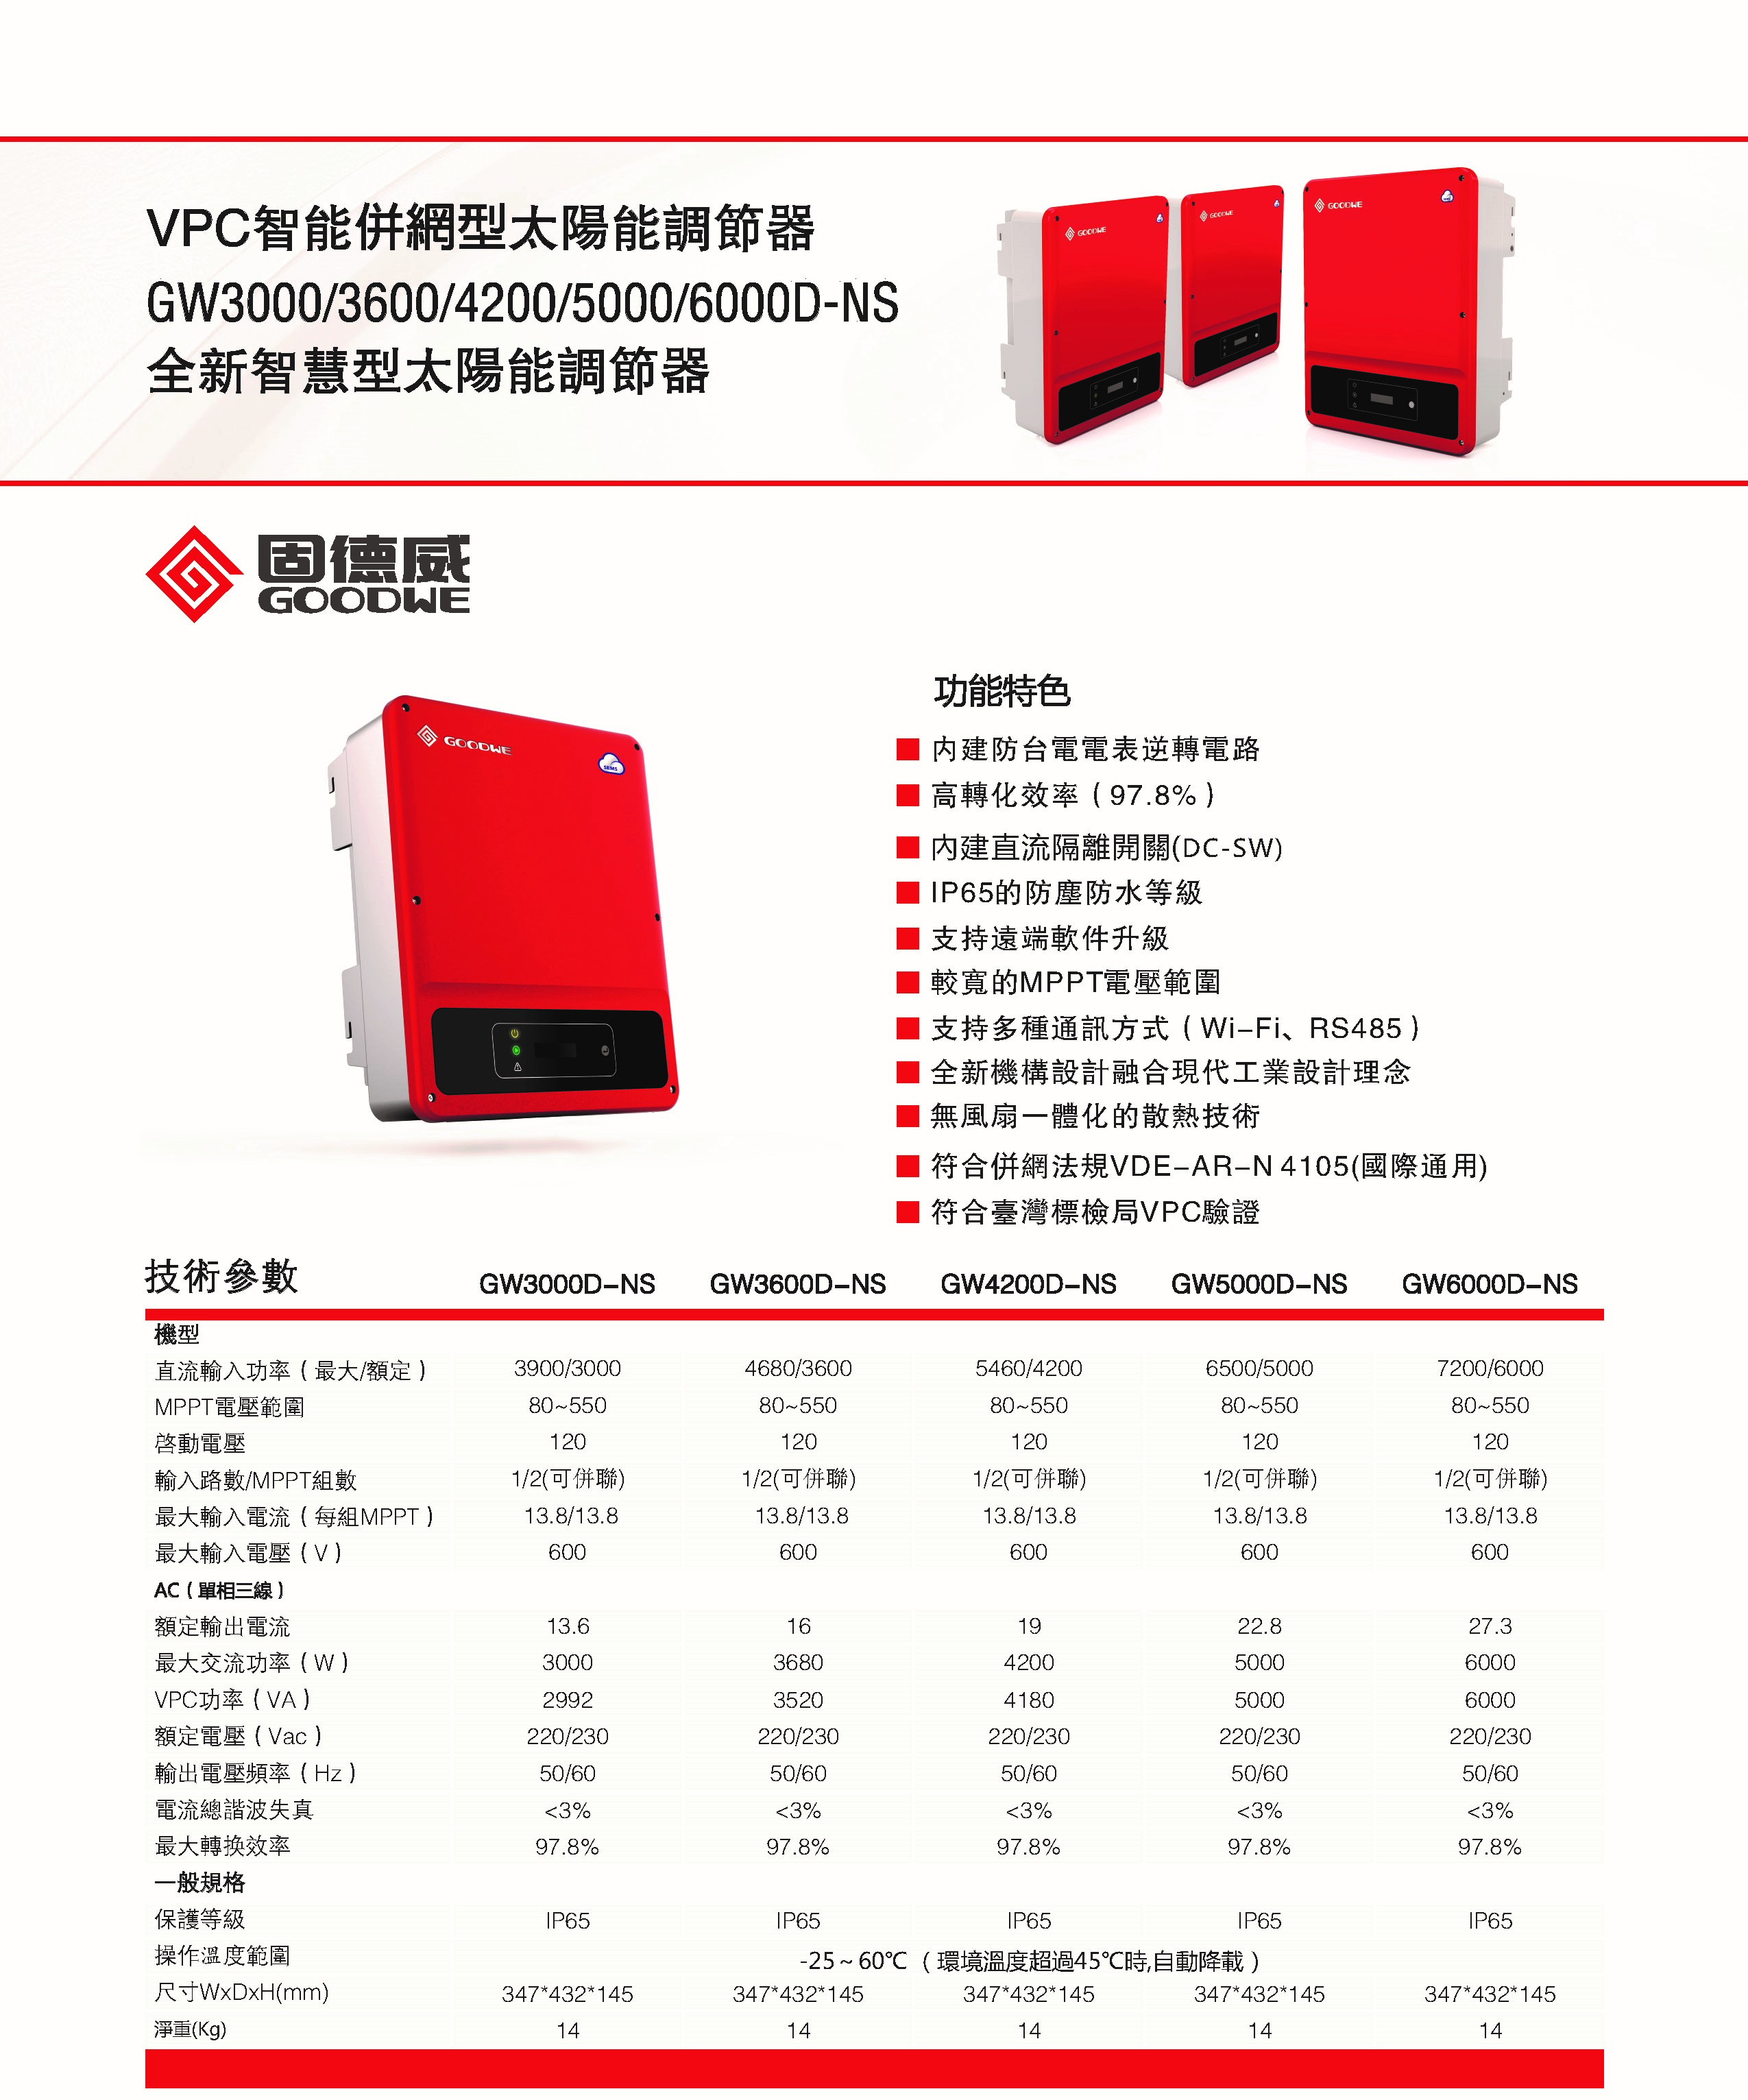 VPC智能併網型太陽能調節器
GW3000/3600/4200/5000/6000D-NS
全新智慧型太陽能調節器
GOODWE
GOODWE
GOODWE
固德威
GOODWE
GOODWE
SEMS
功能特色
內建防台電電表逆轉電路
高轉化效率（97.8%）
內建直流隔離開關(DC-SW)
IP65的防塵防水等級
支持遠端軟件升級
較寬的MPPT電壓範圍
支持多種通訊方式（Wi–Fi、RS485）
全新機構設計融合現代工業設計理念
無風扇一體化的散熱技術
符合併網法規VDE–AR–N 4105(國際通用)
符合臺灣標檢局VPC驗證
技術參數 GW3000D–NS GW3600D–NS GW4200D–NS GW5000D–NS GW6000D–NS
機型
直流輸入功率（最大/額定） 3900/3000 4680/3600 5460/4200 6500/5000 7200/6000
MPPT電壓範圍 80~550 80~550 80~550 80~550 80~550
啓動電壓 120 120 120 120 120
輸入路數/MPPT組數 1/2(可併聯) 1/2(可併聯) 1/2(可併聯) 1/2(可併聯) 1/2(可併聯)
最大輸入電流（每組MPPT） 13.8/13.8 13.8/13.8 13.8/13.8 13.8/13.8 13.8/13.8
最大輸入電壓（V） 600 600 600 600 600
AC（單相三線）
額定輸出電流 13.6 16 19 22.8 27.3
最大交流功率（W） 3000 3680 4200 5000 6000
VPC功率（VA） 2992 3520 4180 5000 6000
額定電壓（Vac） 220/230 220/230 220/230 220/230 220/230
輸出電壓頻率（Hz） 50/60 50/60 50/60 50/60 50/60
電流總諧波失真 <3% <3% <3% <3% <3%
最大轉换效率 97.8% 97.8% 97.8% 97.8% 97.8%
一般規格
保護等級 IP65 IP65 IP65 IP65 IP65
操作溫度範圍 -25~60℃（環境溫度超過45℃時,自動降載）
尺寸WxDxH(mm) 347*432*145 347*432*145 347*432*145 347*432*145 347*432*145
淨重(Kg) 14 14 14 14 14